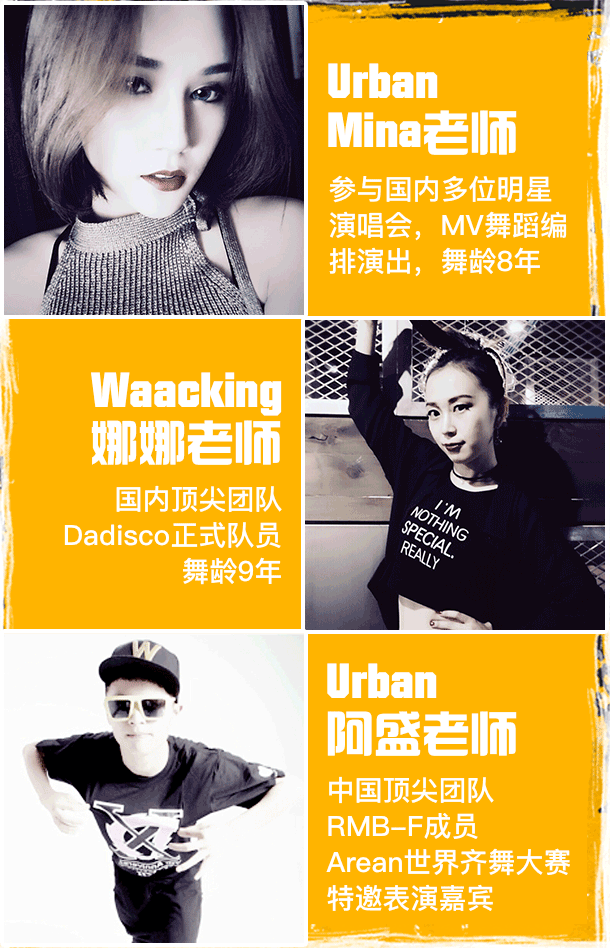 Urban
Mina老师
参与国内多位明星
演唱会，MV舞蹈编
排演出，舞龄8年
Waacking
娜娜老师
国内顶尖团队
Dadisco正式队员
舞龄9年
I'M
NOTHING
SPECIAL.
REALLY
W
Urban
阿盛老师
中国顶尖团队
RMB-F成员
Arean世界齐舞大赛
特邀表演嘉宾